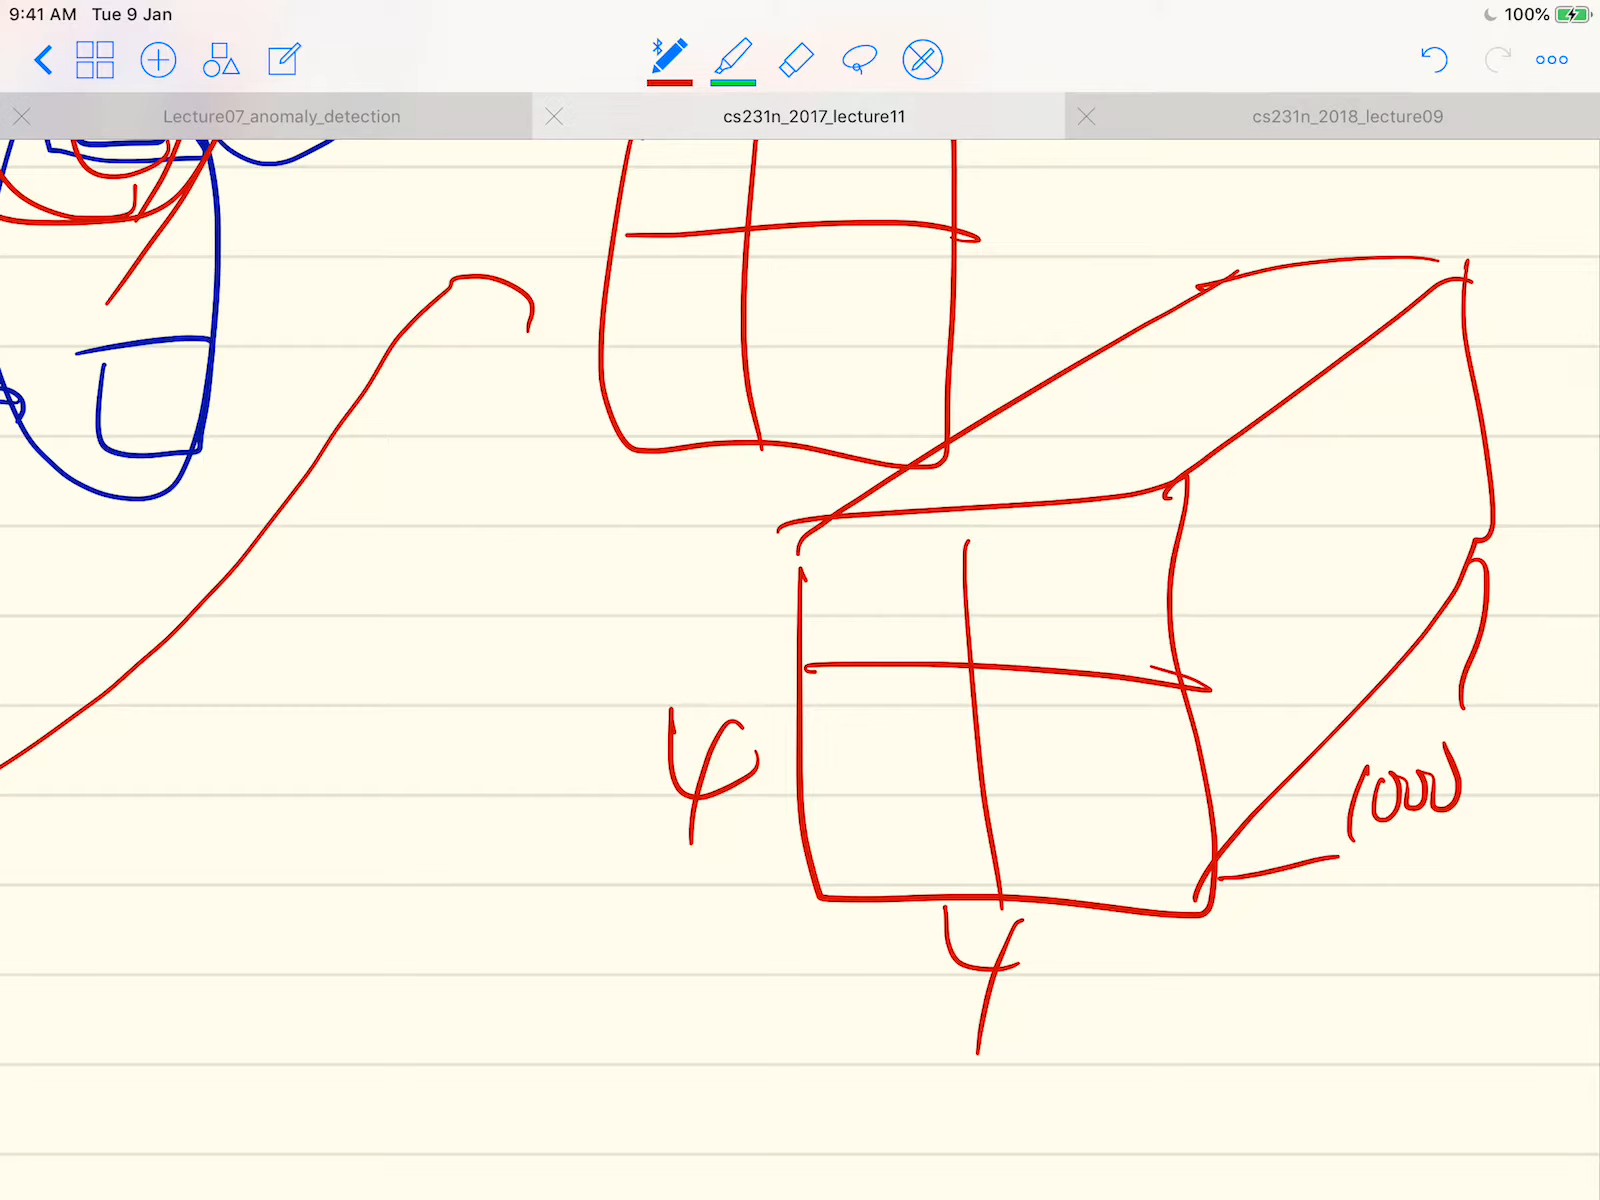 9:41 AM Tue 9 Jan
100%
Lecture07_anomaly_detection
cs231n_2017_lecture11
cs231n_2018_lecture09
4
1000
4